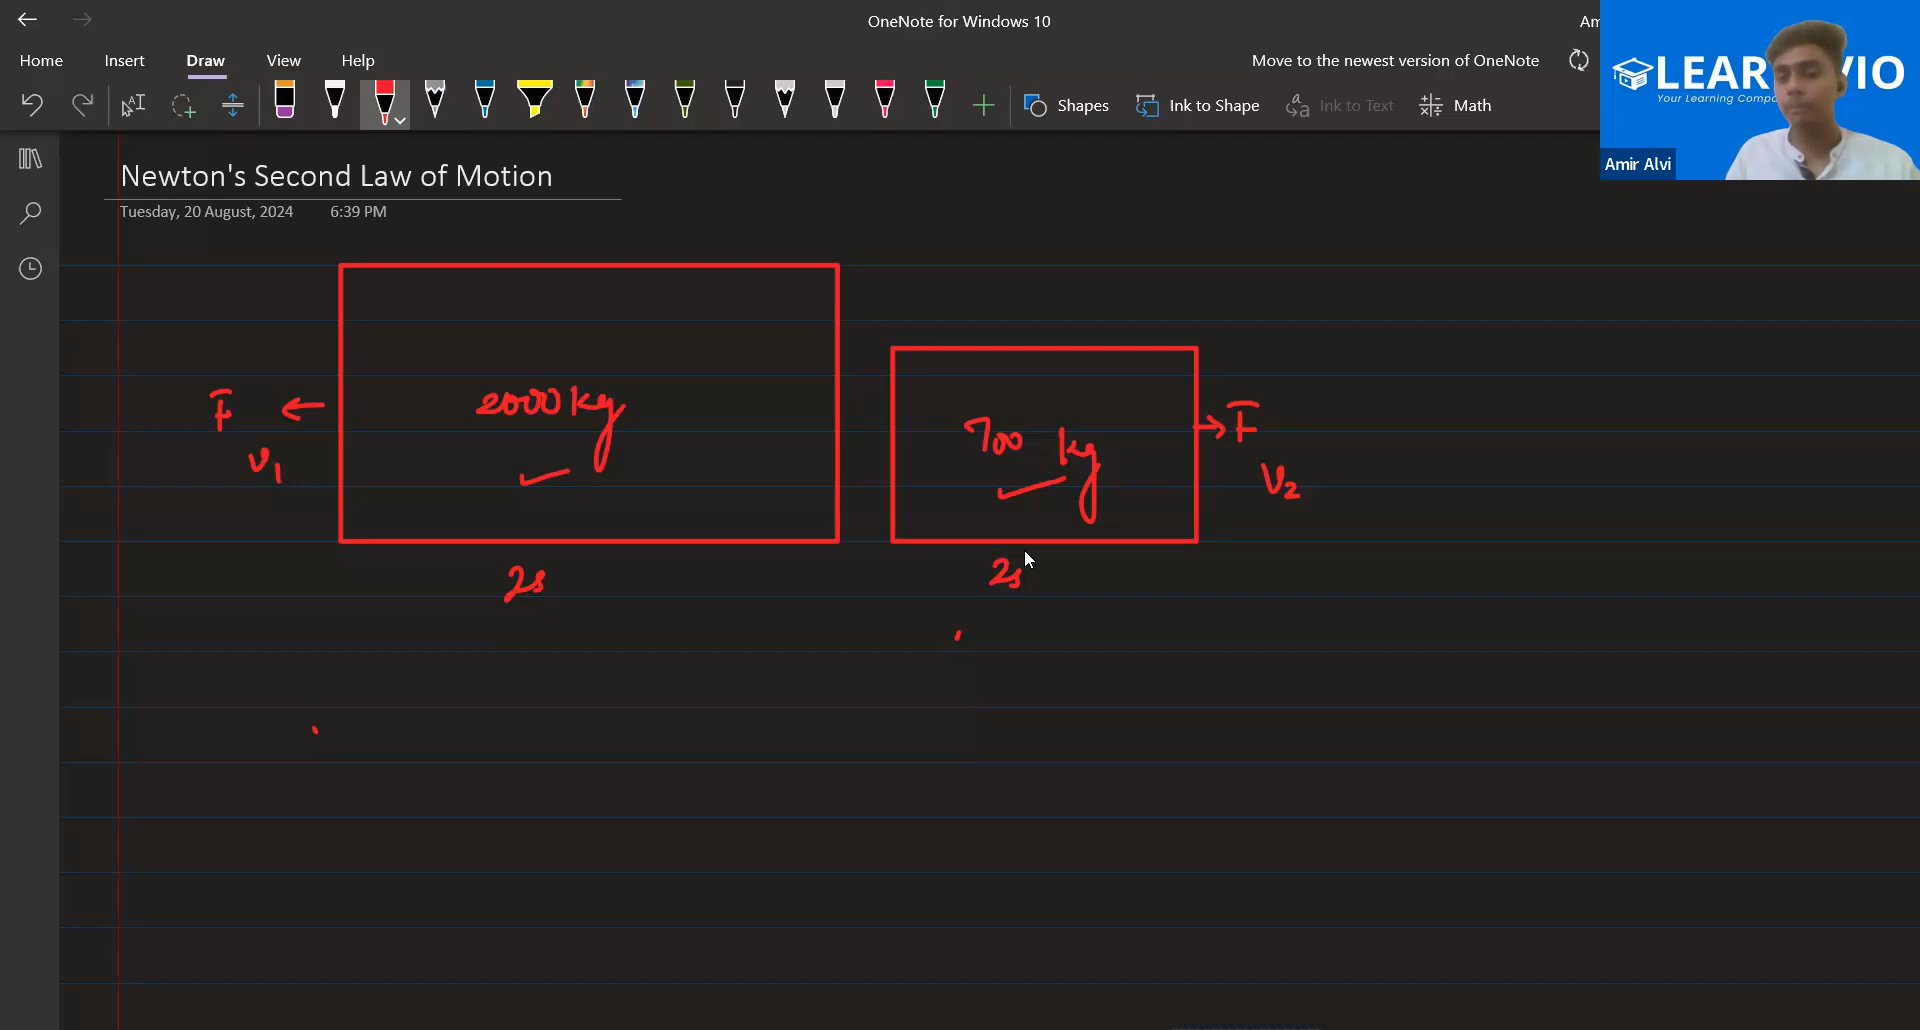 OneNote for Windows 10
Am
Home Insert Draw View Help
Move to the newest version of OneNote
Shapes Ink to Shape Ink to Text Math
LEAR VIO
Your Learning Compa
Amir Alvi
Newton's Second Law of Motion
Tuesday, 20 August, 2024 6:39 PM
F ← 2000 kg 700 kg → F
v₁ v₂
2s 2s